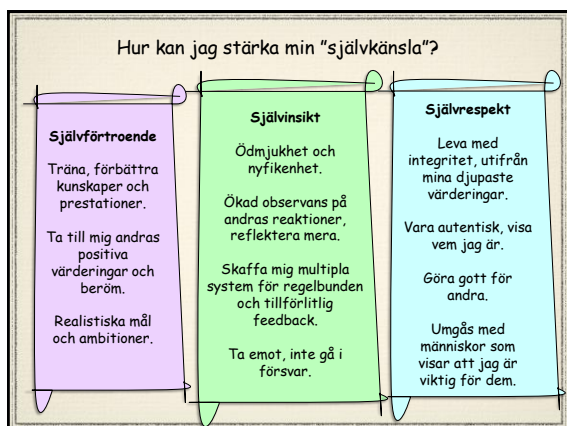 Hur kan jag stärka min ”självkänsla”?
Självförtroende
Träna, förbättra
kunskaper och
prestationer.
Ta till mig andras
positiva
värderingar och
beröm.
Realistiska mål
och ambitioner.
Självinsikt
Ödmjukhet och
nyfikenhet.
Ökad observans på
andras reaktioner,
reflektera mera.
Skaffa mig multipla
system för regelbunden
och tillförlitlig
feedback.
Ta emot, inte gå i
försvar.
Självrespekt
Leva med
integritet, utifrån
mina djupaste
värderingar.
Vara autentisk, visa
vem jag är.
Göra gott för
andra.
Umgås med
människor som
visar att jag är
viktig för dem.